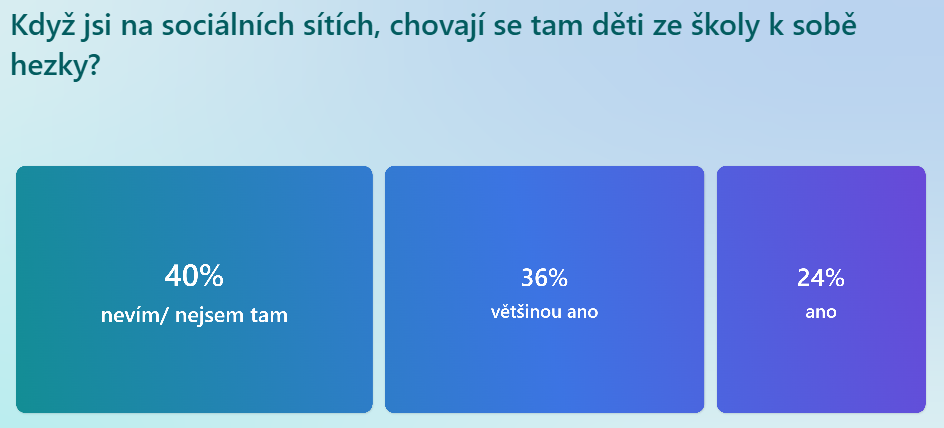 Když jsi na sociálních sítích, chovají se tam děti ze školy k sobě
hezky?
40%
nevím/ nejsem tam
36%
většinou ano
24%
ano